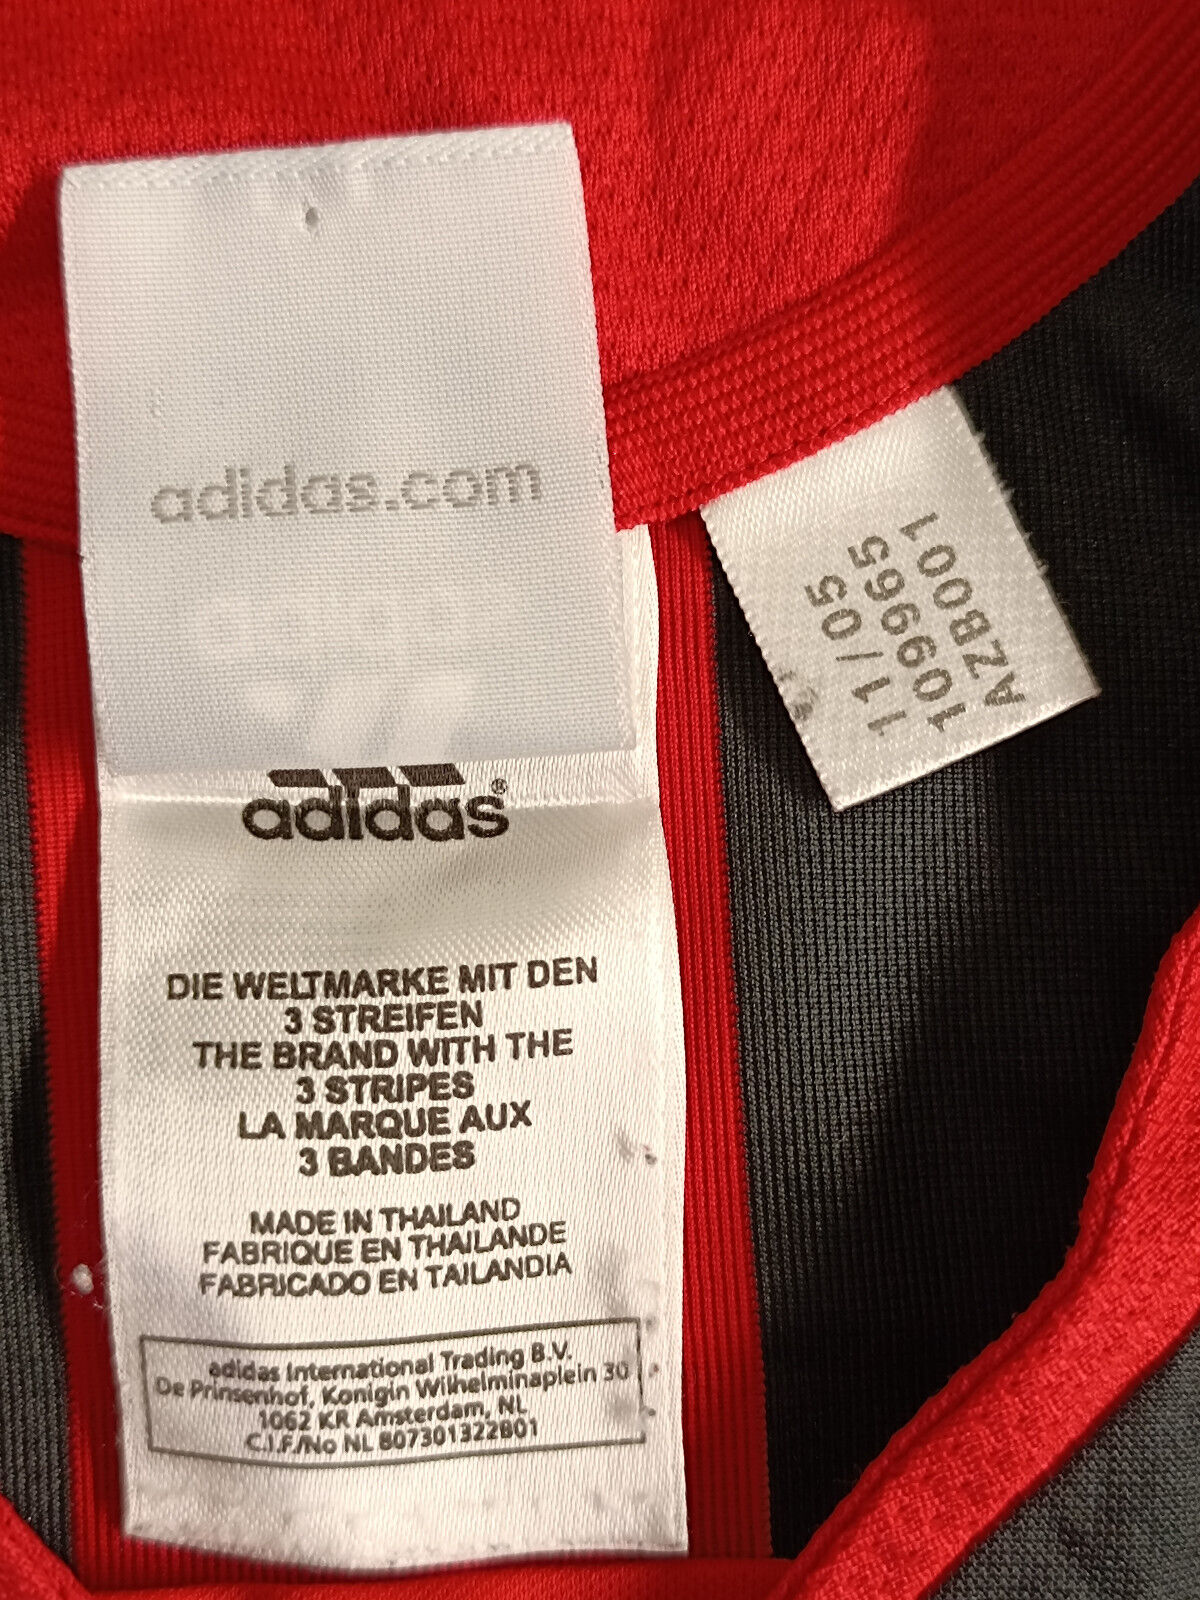 adidas.com
adidas®
DIE WELTMARKE MIT DEN
3 STREIFEN
THE BRAND WITH THE
3 STRIPES
LA MARQUE AUX
3 BANDES
MADE IN THAILAND
FABRIQUE EN THAILANDE
FABRICADO EN TAILANDIA
adidas International Trading B.V.
De Prinsenhof, Konigin Wilhelminaplein 30
1062 KR Amsterdam, NL
C.I.F./No NL 807301322B01
11/05
109965
AZB001